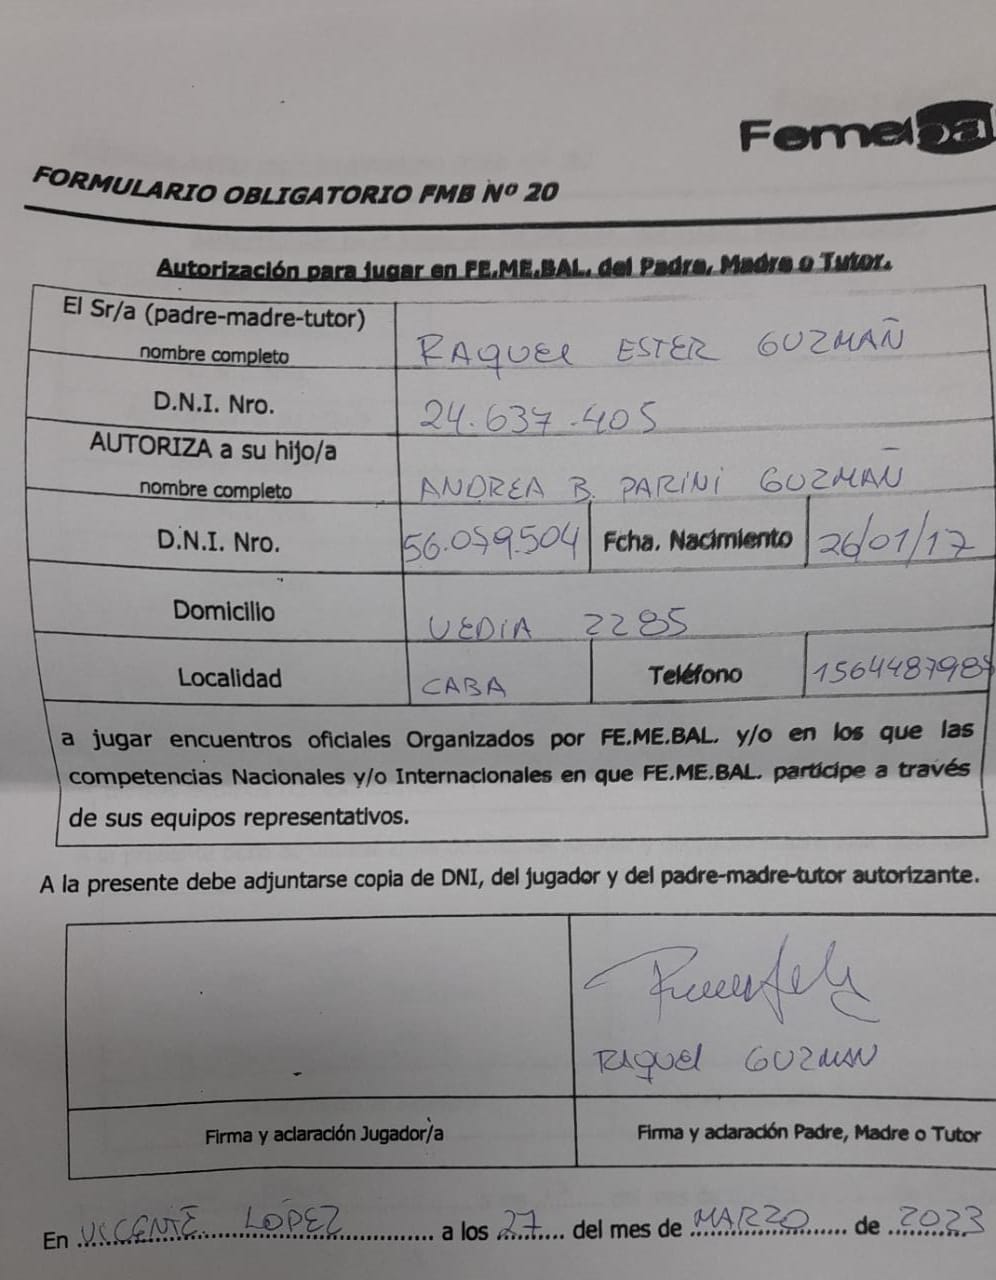 Femebal
FORMULARIO OBLIGATORIO FMB Nº 20
Autorización para jugar en FE.ME.BAL. del Padre, Madre o Tutor.
El Sr/a (padre-madre-tutor)
nombre completo RAQUEl ESTER GUZMAÑ
D.N.I. Nro. 24.637.405
AUTORIZA a su hijo/a
nombre completo ANDREA B. PARINI GUZMAÑ
D.N.I. Nro. 56.059.504 Fcha. Nacimiento 26/01/17
Domicilio VEDIA 2285
Localidad CABA Teléfono 1564487985
a jugar encuentros oficiales Organizados por FE.ME.BAL. y/o en los que las
competencias Nacionales y/o Internacionales en que FE.ME.BAL. participe a través
de sus equipos representativos.
A la presente debe adjuntarse copia de DNI, del jugador y del padre-madre-tutor autorizante.
RAQUEl GUZMAN
Firma y aclaración Jugador/a Firma y aclaración Padre, Madre o Tutor
En VICENTE LOPEZ a los 27 del mes de MARZO de 2023